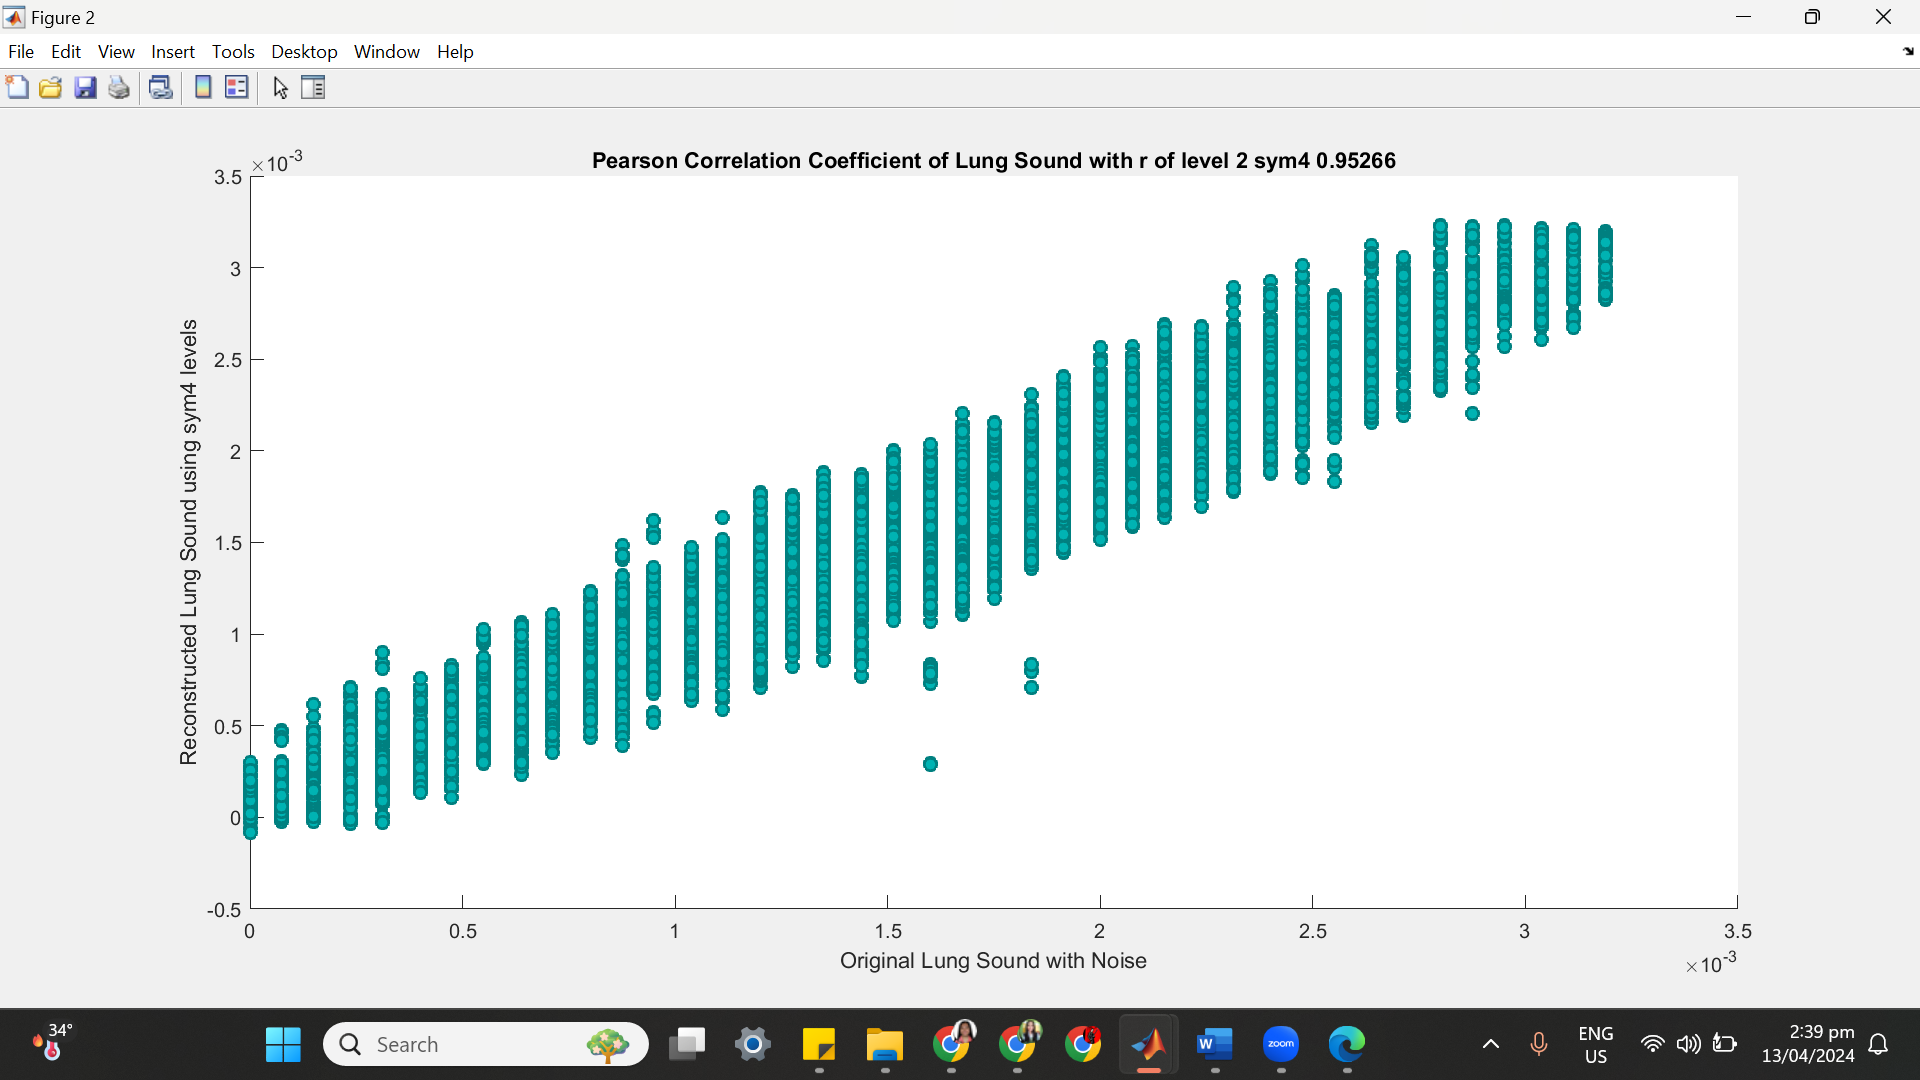 Figure 2
File Edit View Insert Tools Desktop Window Help
Pearson Correlation Coefficient of Lung Sound with r of level 2 sym4 0.95266
×10-3
3.5
3
2.5
2
1.5
1
0.5
0
-0.5
Reconstructed Lung Sound using sym4 levels
0 0.5 1 1.5 2 2.5 3 3.5
Original Lung Sound with Noise
×10-3
34°
Search
W
zoom
ENG
US
2:39 pm
13/04/2024